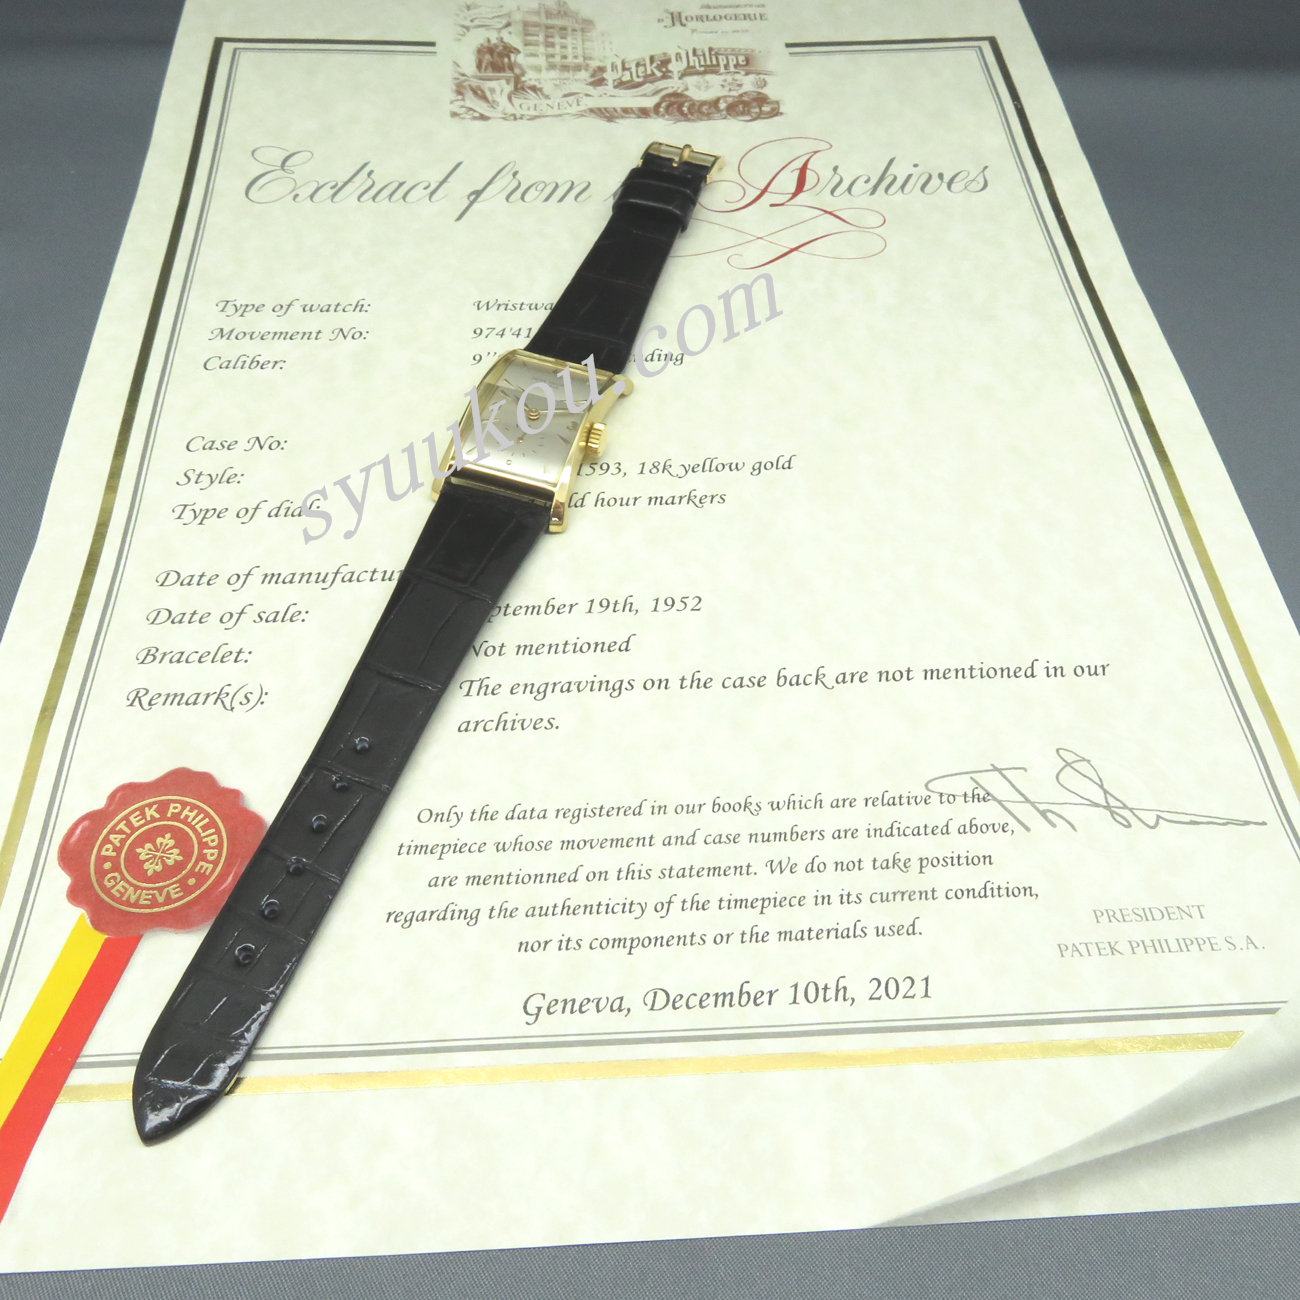 D'HORLOGERIE
Patek Philippe
GENÈVE
Extract from Archives
Type of watch: Wristwa
Movement No: 974'41
Caliber: 9''' ding
Case No:
Style: 1593, 18k yellow gold
Type of dial: ld hour markers
Date of manufactu
Date of sale: ptember 19th, 1952
Bracelet: Not mentioned
Remark(s): The engravings on the case back are not mentioned in our
archives.
Only the data registered in our books which are relative to the
timepiece whose movement and case numbers are indicated above,
are mentionned on this statement. We do not take position
regarding the authenticity of the timepiece in its current condition,
nor its components or the materials used.
Geneva, December 10th, 2021
PRESIDENT
PATEK PHILIPPE S.A.
PATEK PHILIPPE
GENEVE
syuukou.com